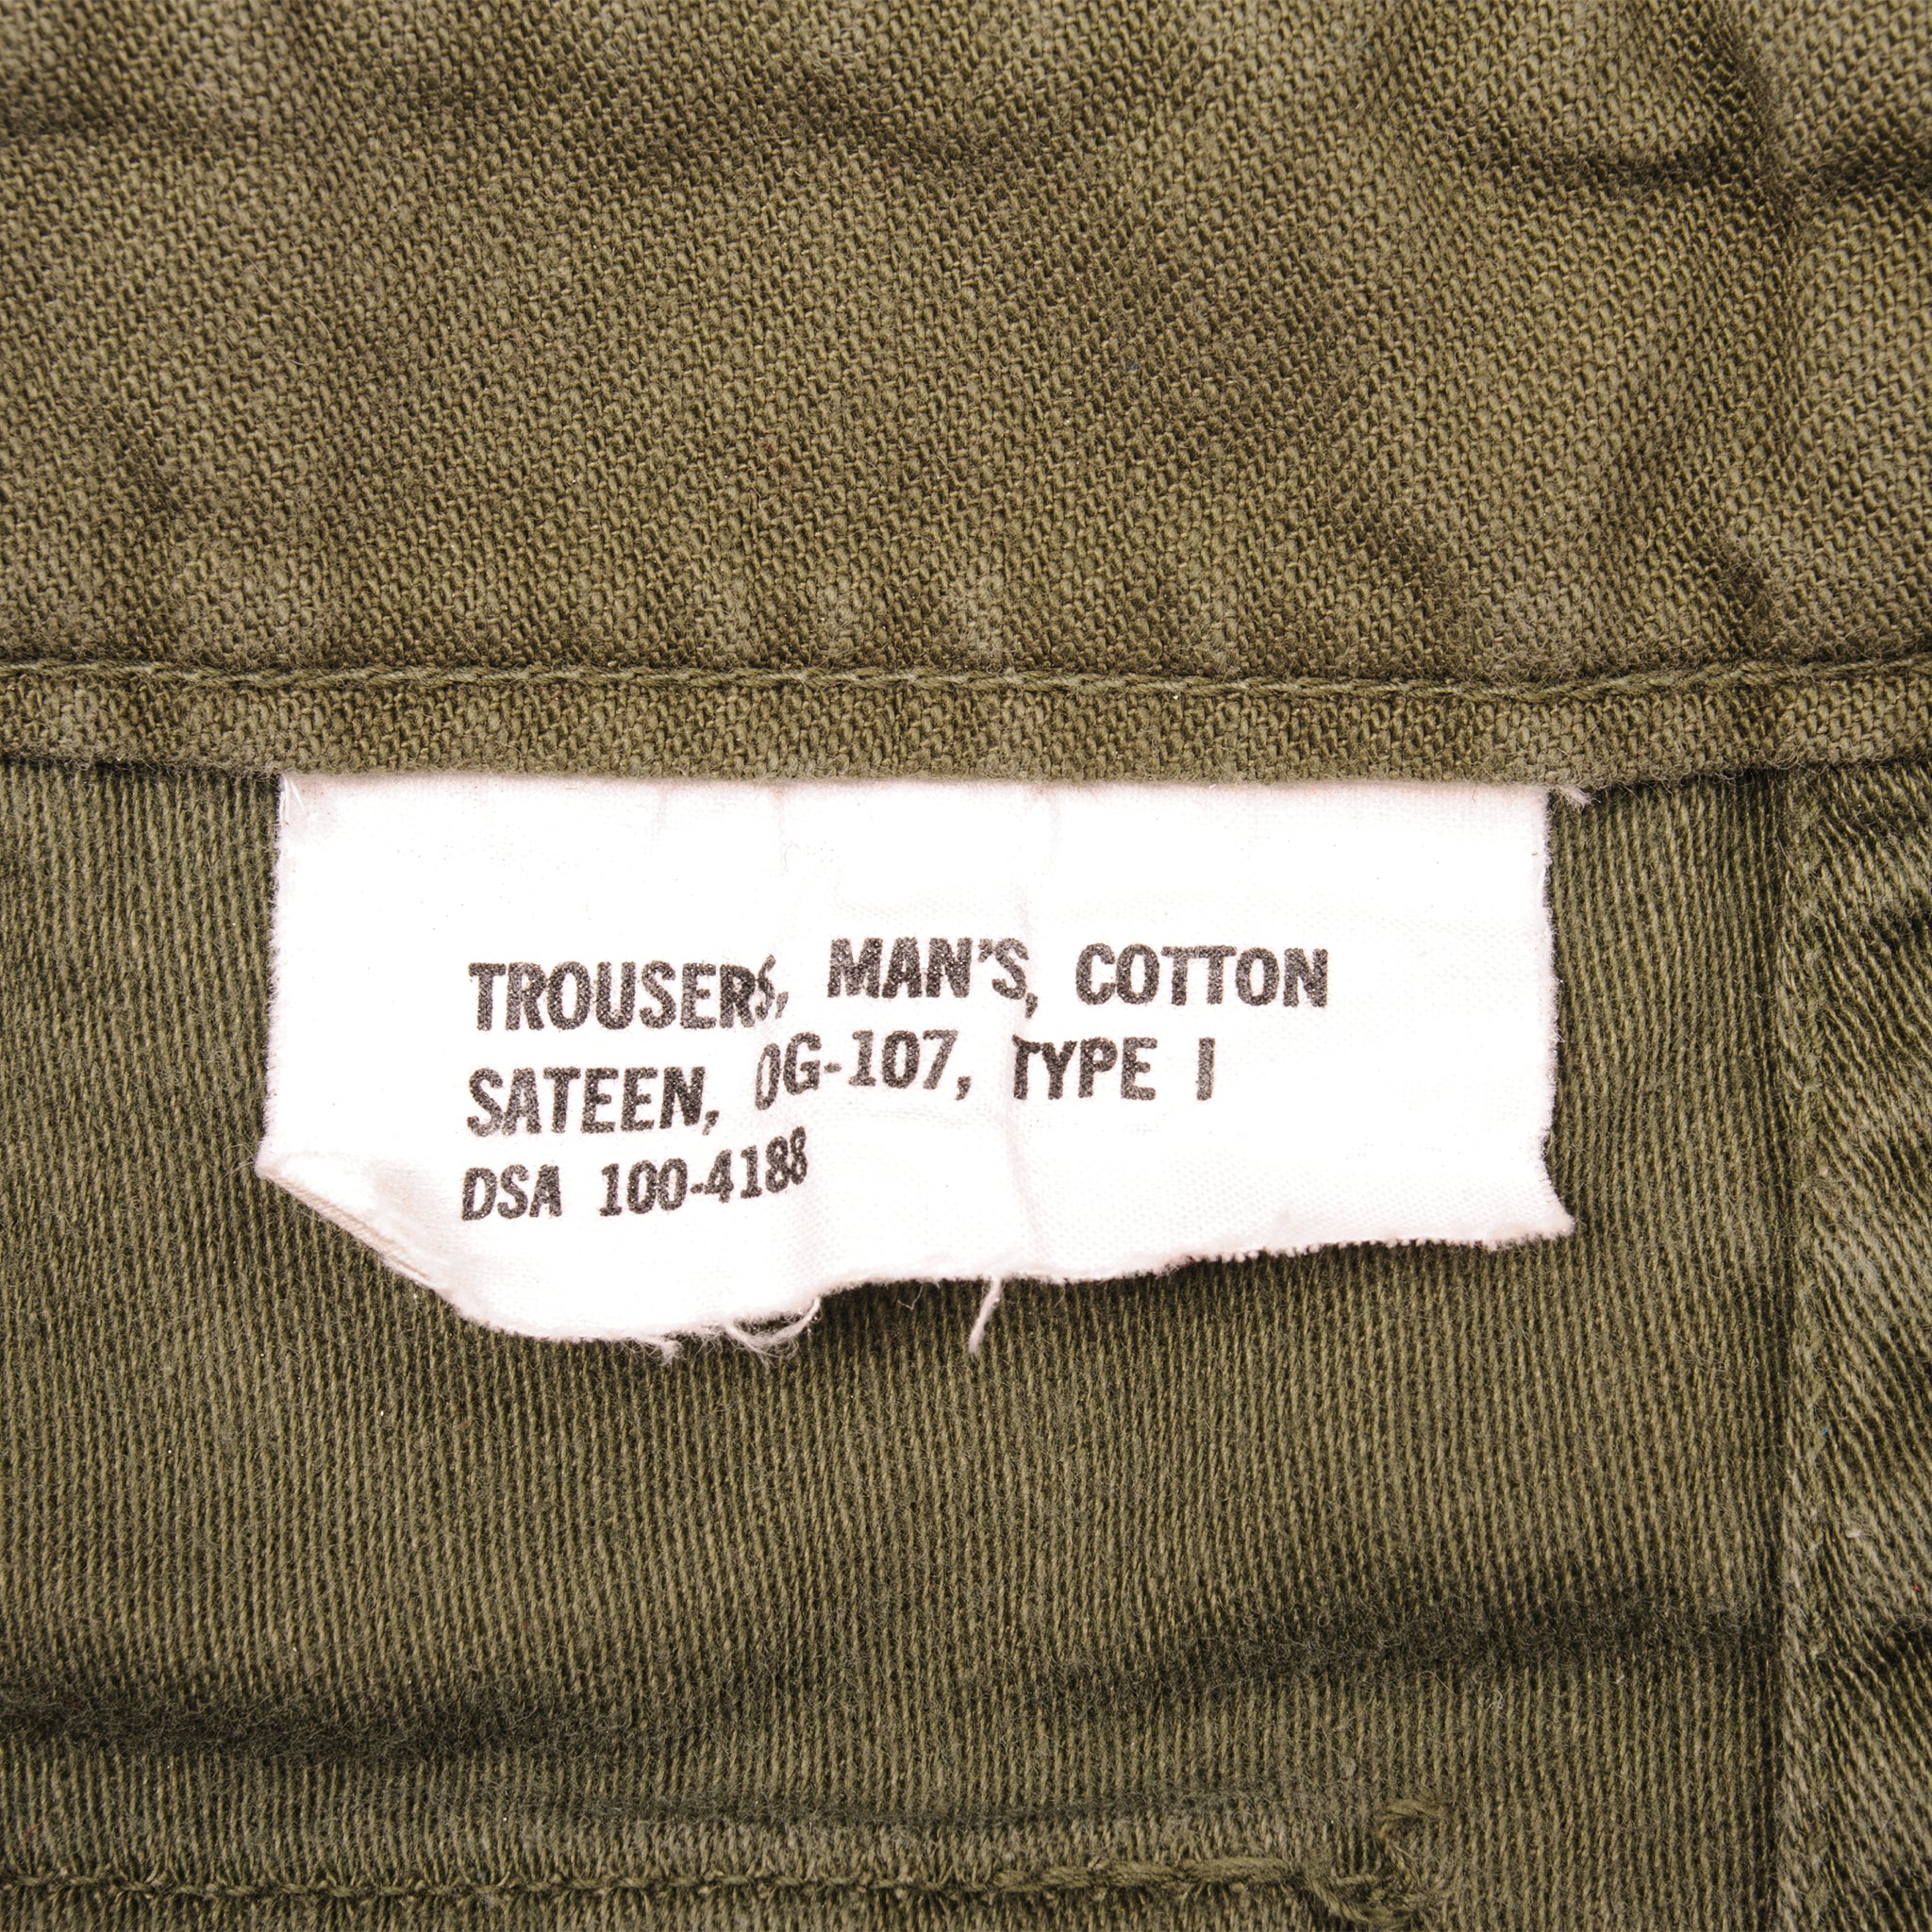 TROUSERS, MAN'S, COTTON
SATEEN, OG-107, TYPE I
DSA 100-4188